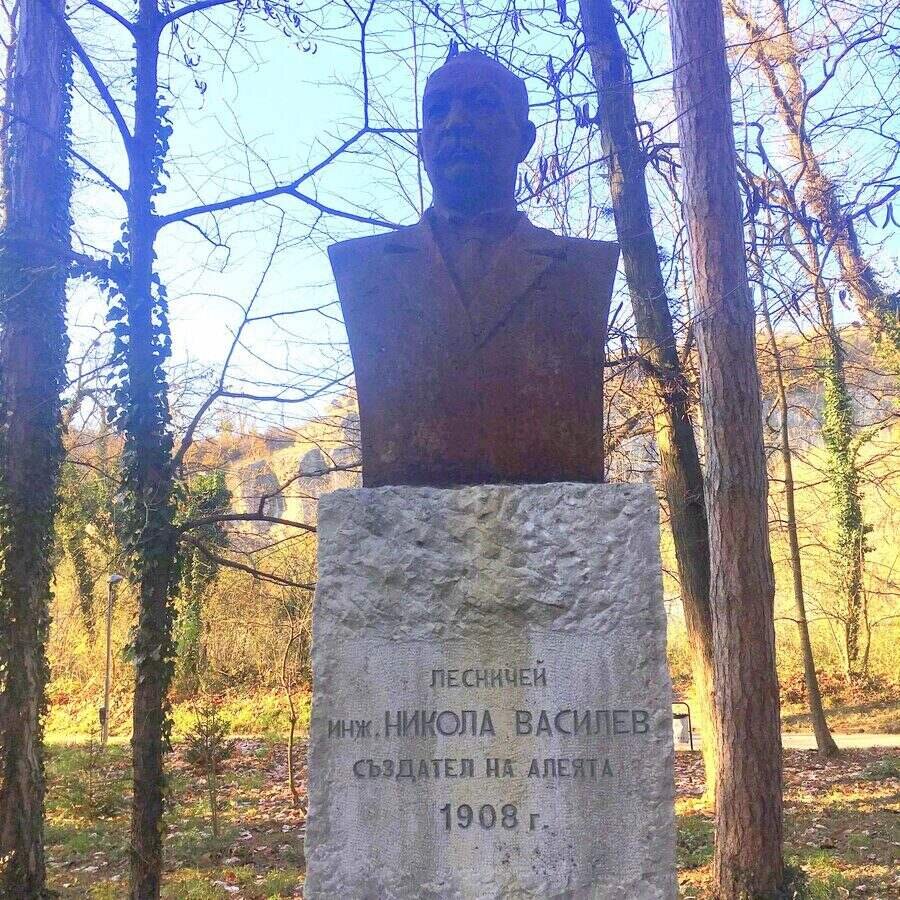 ЛЕСНИЧЕЙ
инж. НИКОЛА ВАСИЛЕВ
СЪЗДАТЕЛ НА АЛЕЯТА
1908 г.